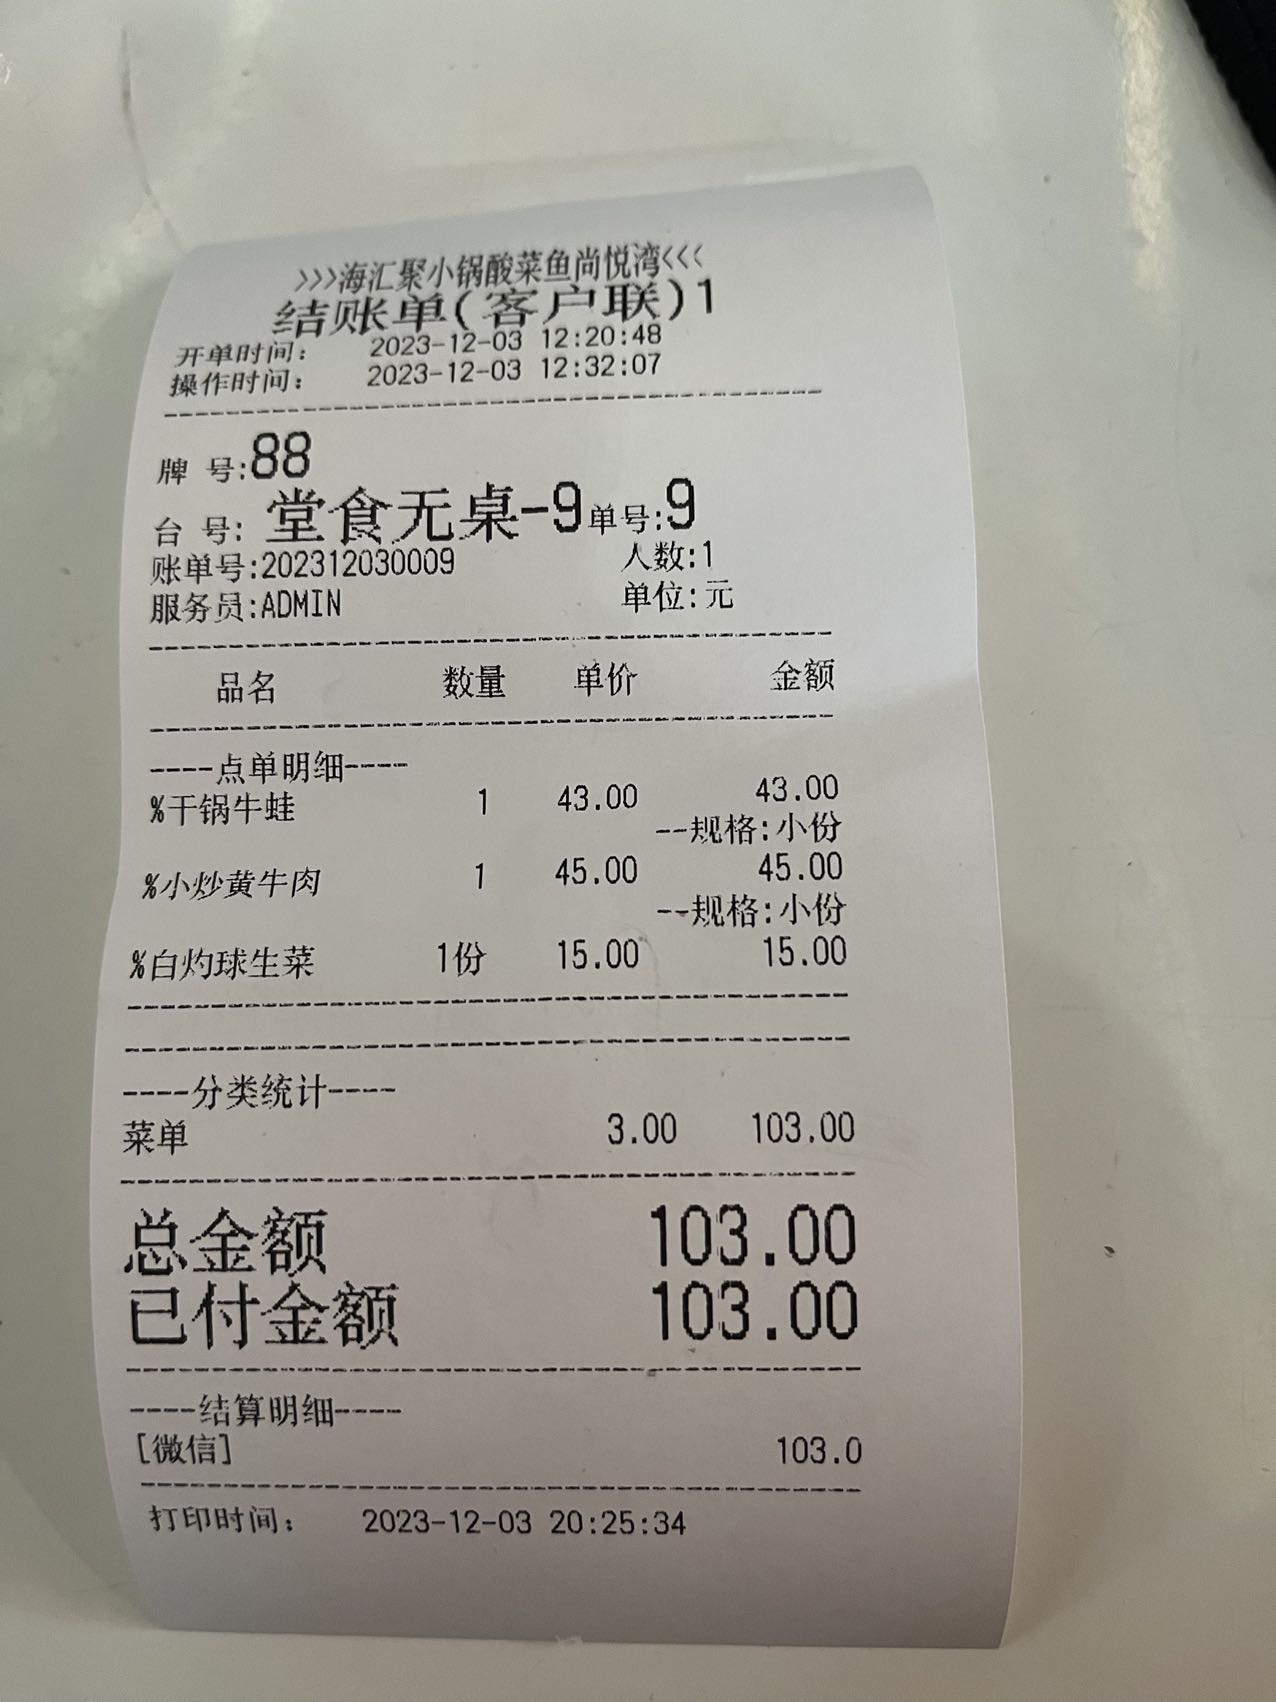 >>>海汇聚小锅酸菜鱼尚悦湾<<<
结账单(客户联)1
开单时间: 2023-12-03 12:20:48
操作时间: 2023-12-03 12:32:07
牌 号:88
台 号: 堂食无桌-9 单号:9
账单号:202312030009 人数:1
服务员:ADMIN 单位:元
品名 数量 单价 金额
----点单明细----
%干锅牛蛙 1 43.00 43.00
--规格:小份
%小炒黄牛肉 1 45.00 45.00
--规格:小份
%白灼球生菜 1份 15.00 15.00
----分类统计----
菜单 3.00 103.00
总金额 103.00
已付金额 103.00
----结算明细----
[微信] 103.0
打印时间: 2023-12-03 20:25:34